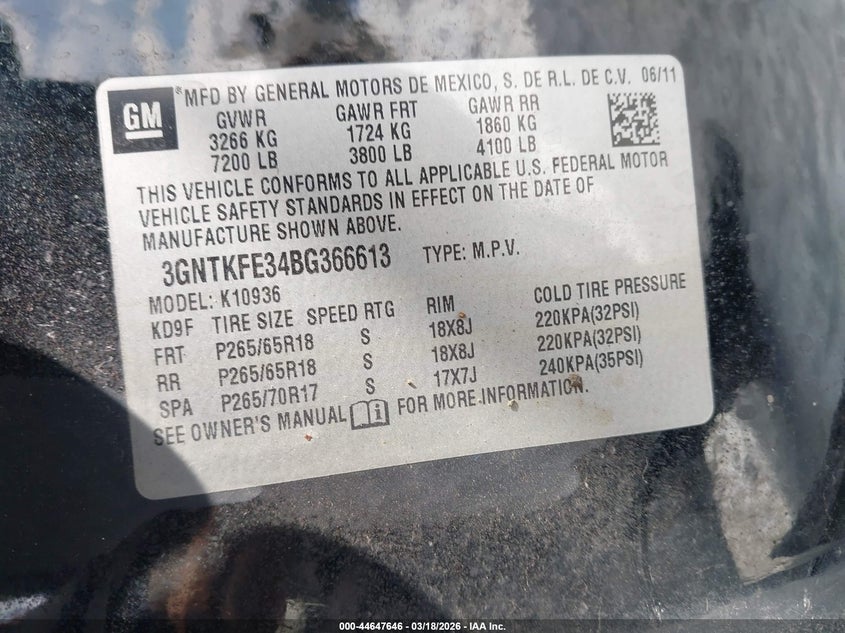 GM
® MFD BY GENERAL MOTORS DE MEXICO, S. DE R.L. DE C.V. 06/11
GVWR GAWR FRT GAWR RR
3266 KG 1724 KG 1860 KG
7200 LB 3800 LB 4100 LB
THIS VEHICLE CONFORMS TO ALL APPLICABLE U.S. FEDERAL MOTOR
VEHICLE SAFETY STANDARDS IN EFFECT ON THE DATE OF
MANUFACTURE SHOWN ABOVE.
3GNTKFE34BG366613 TYPE: M.P.V.
MODEL: K10936
KD9F TIRE SIZE SPEED RTG RIM COLD TIRE PRESSURE
FRT P265/65R18 S 18X8J 220KPA(32PSI)
RR P265/65R18 S 18X8J 220KPA(32PSI)
SPA P265/70R17 S 17X7J 240KPA(35PSI)
SEE OWNER'S MANUAL FOR MORE INFORMATION.
000-44647646 — 03/18/2026 — IAA Inc.